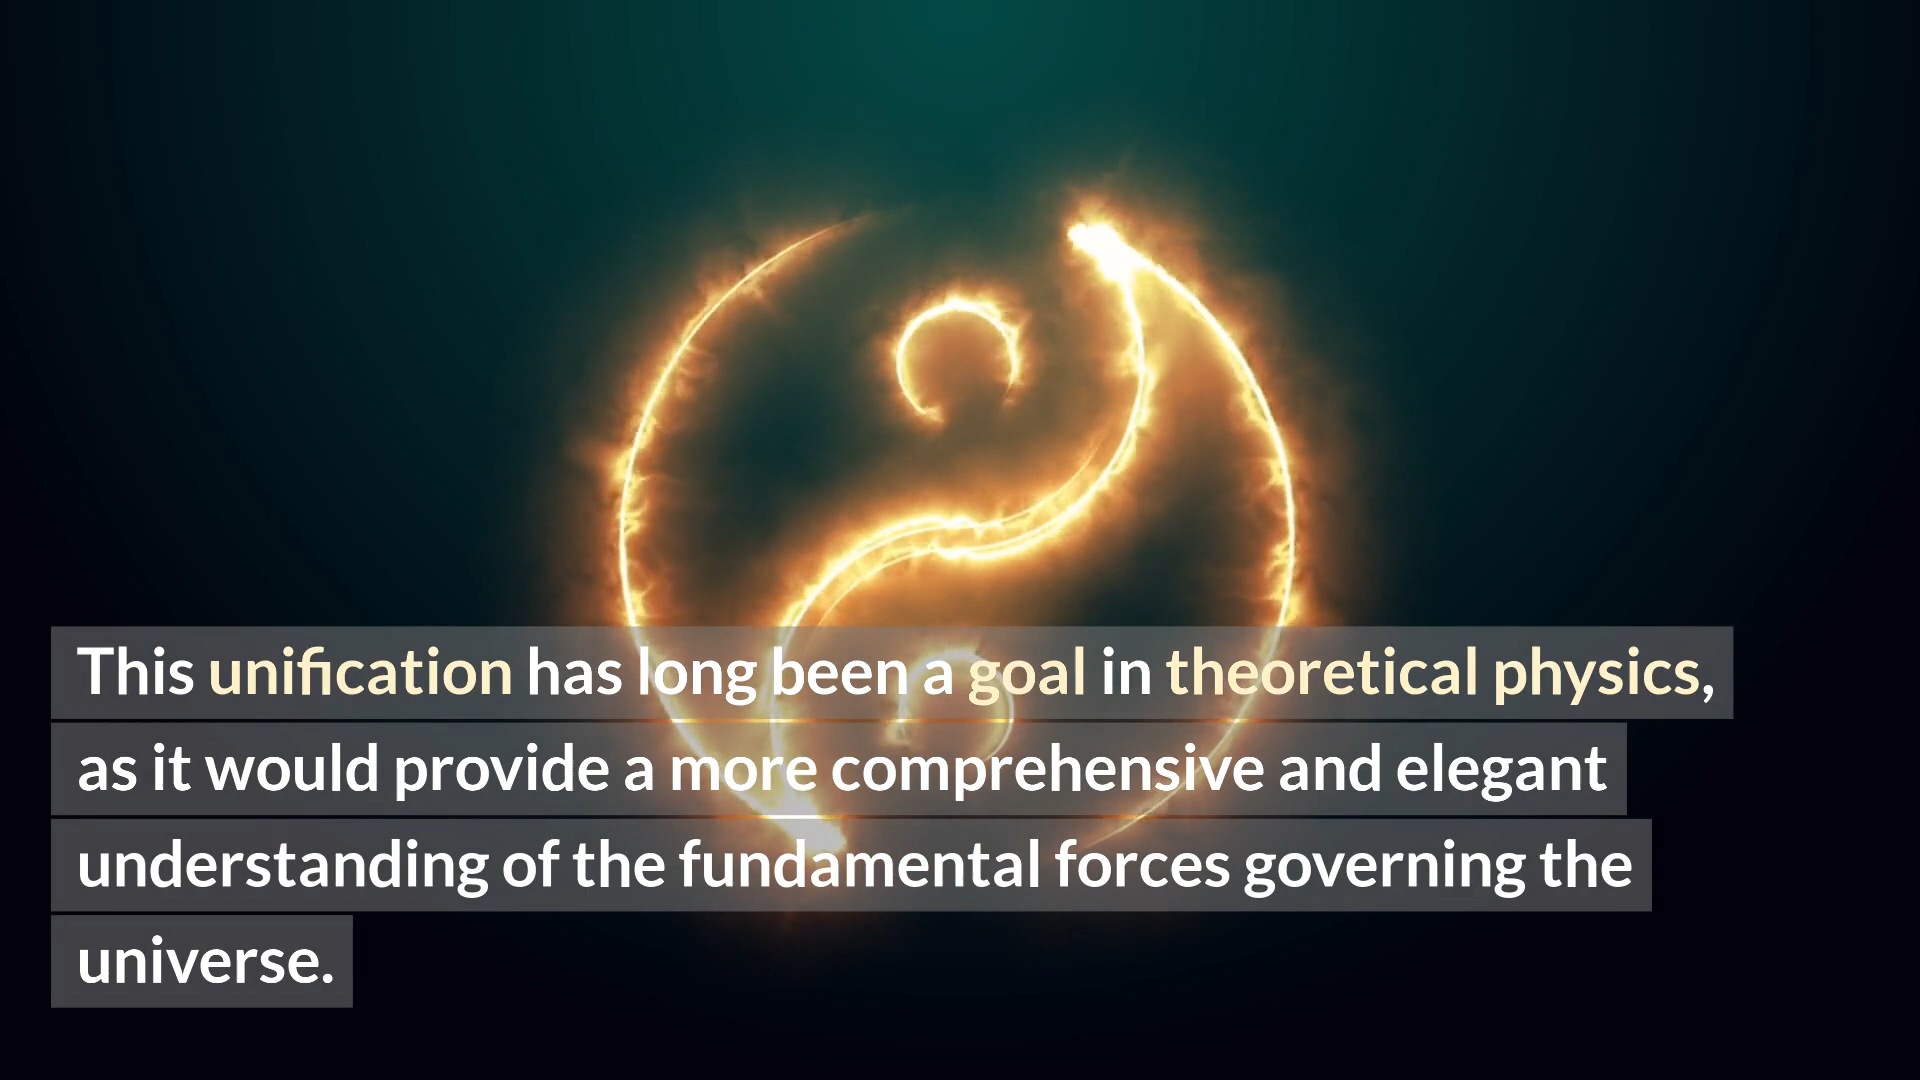 This unification has long been a goal in theoretical physics,
as it would provide a more comprehensive and elegant
understanding of the fundamental forces governing the
universe.